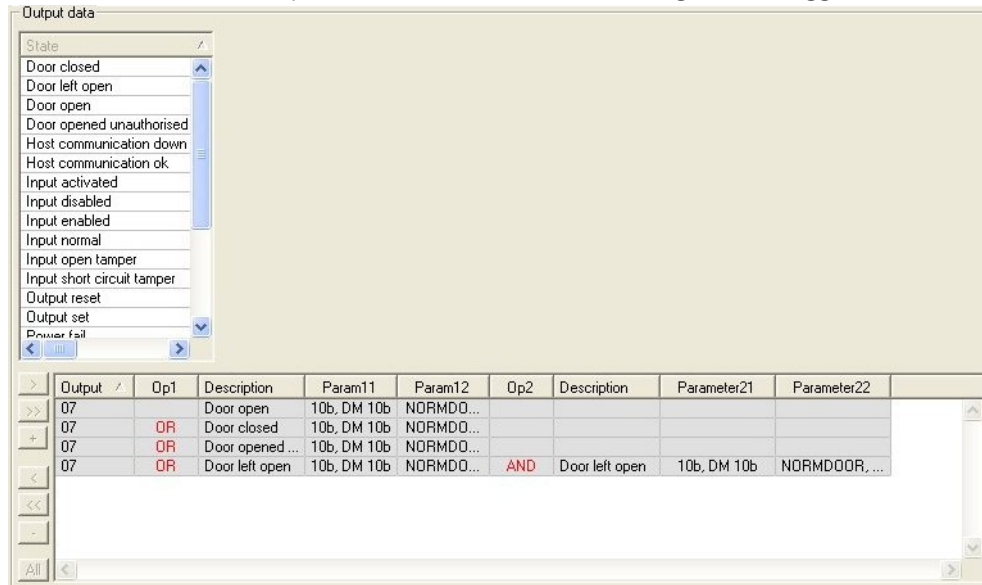 Output data
State
Door closed
Door left open
Door open
Door opened unauthorised
Host communication down
Host communication ok
Input activated
Input disabled
Input enabled
Input normal
Input open tamper
Input short circuit tamper
Output reset
Output set
Power fail
> Output Op1 Description Param11 Param12 Op2 Description Parameter21 Parameter22
>> 07 Door open 10b, DM 10b NORMDO...
07 OR Door closed 10b, DM 10b NORMDO...
+ 07 OR Door opened ... 10b, DM 10b NORMDO...
07 OR Door left open 10b, DM 10b NORMDO... AND Door left open 10b, DM 10b NORMDOOR, ...
<
<<
-
All